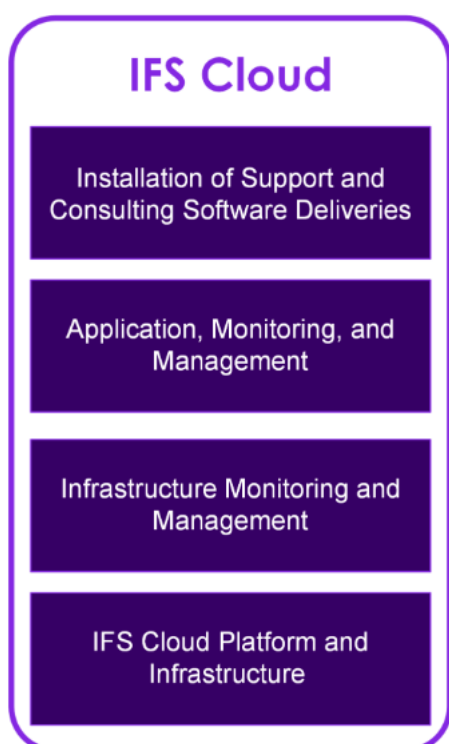 IFS Cloud
Installation of Support and
Consulting Software Deliveries
Application, Monitoring, and
Management
Infrastructure Monitoring and
Management
IFS Cloud Platform and
Infrastructure